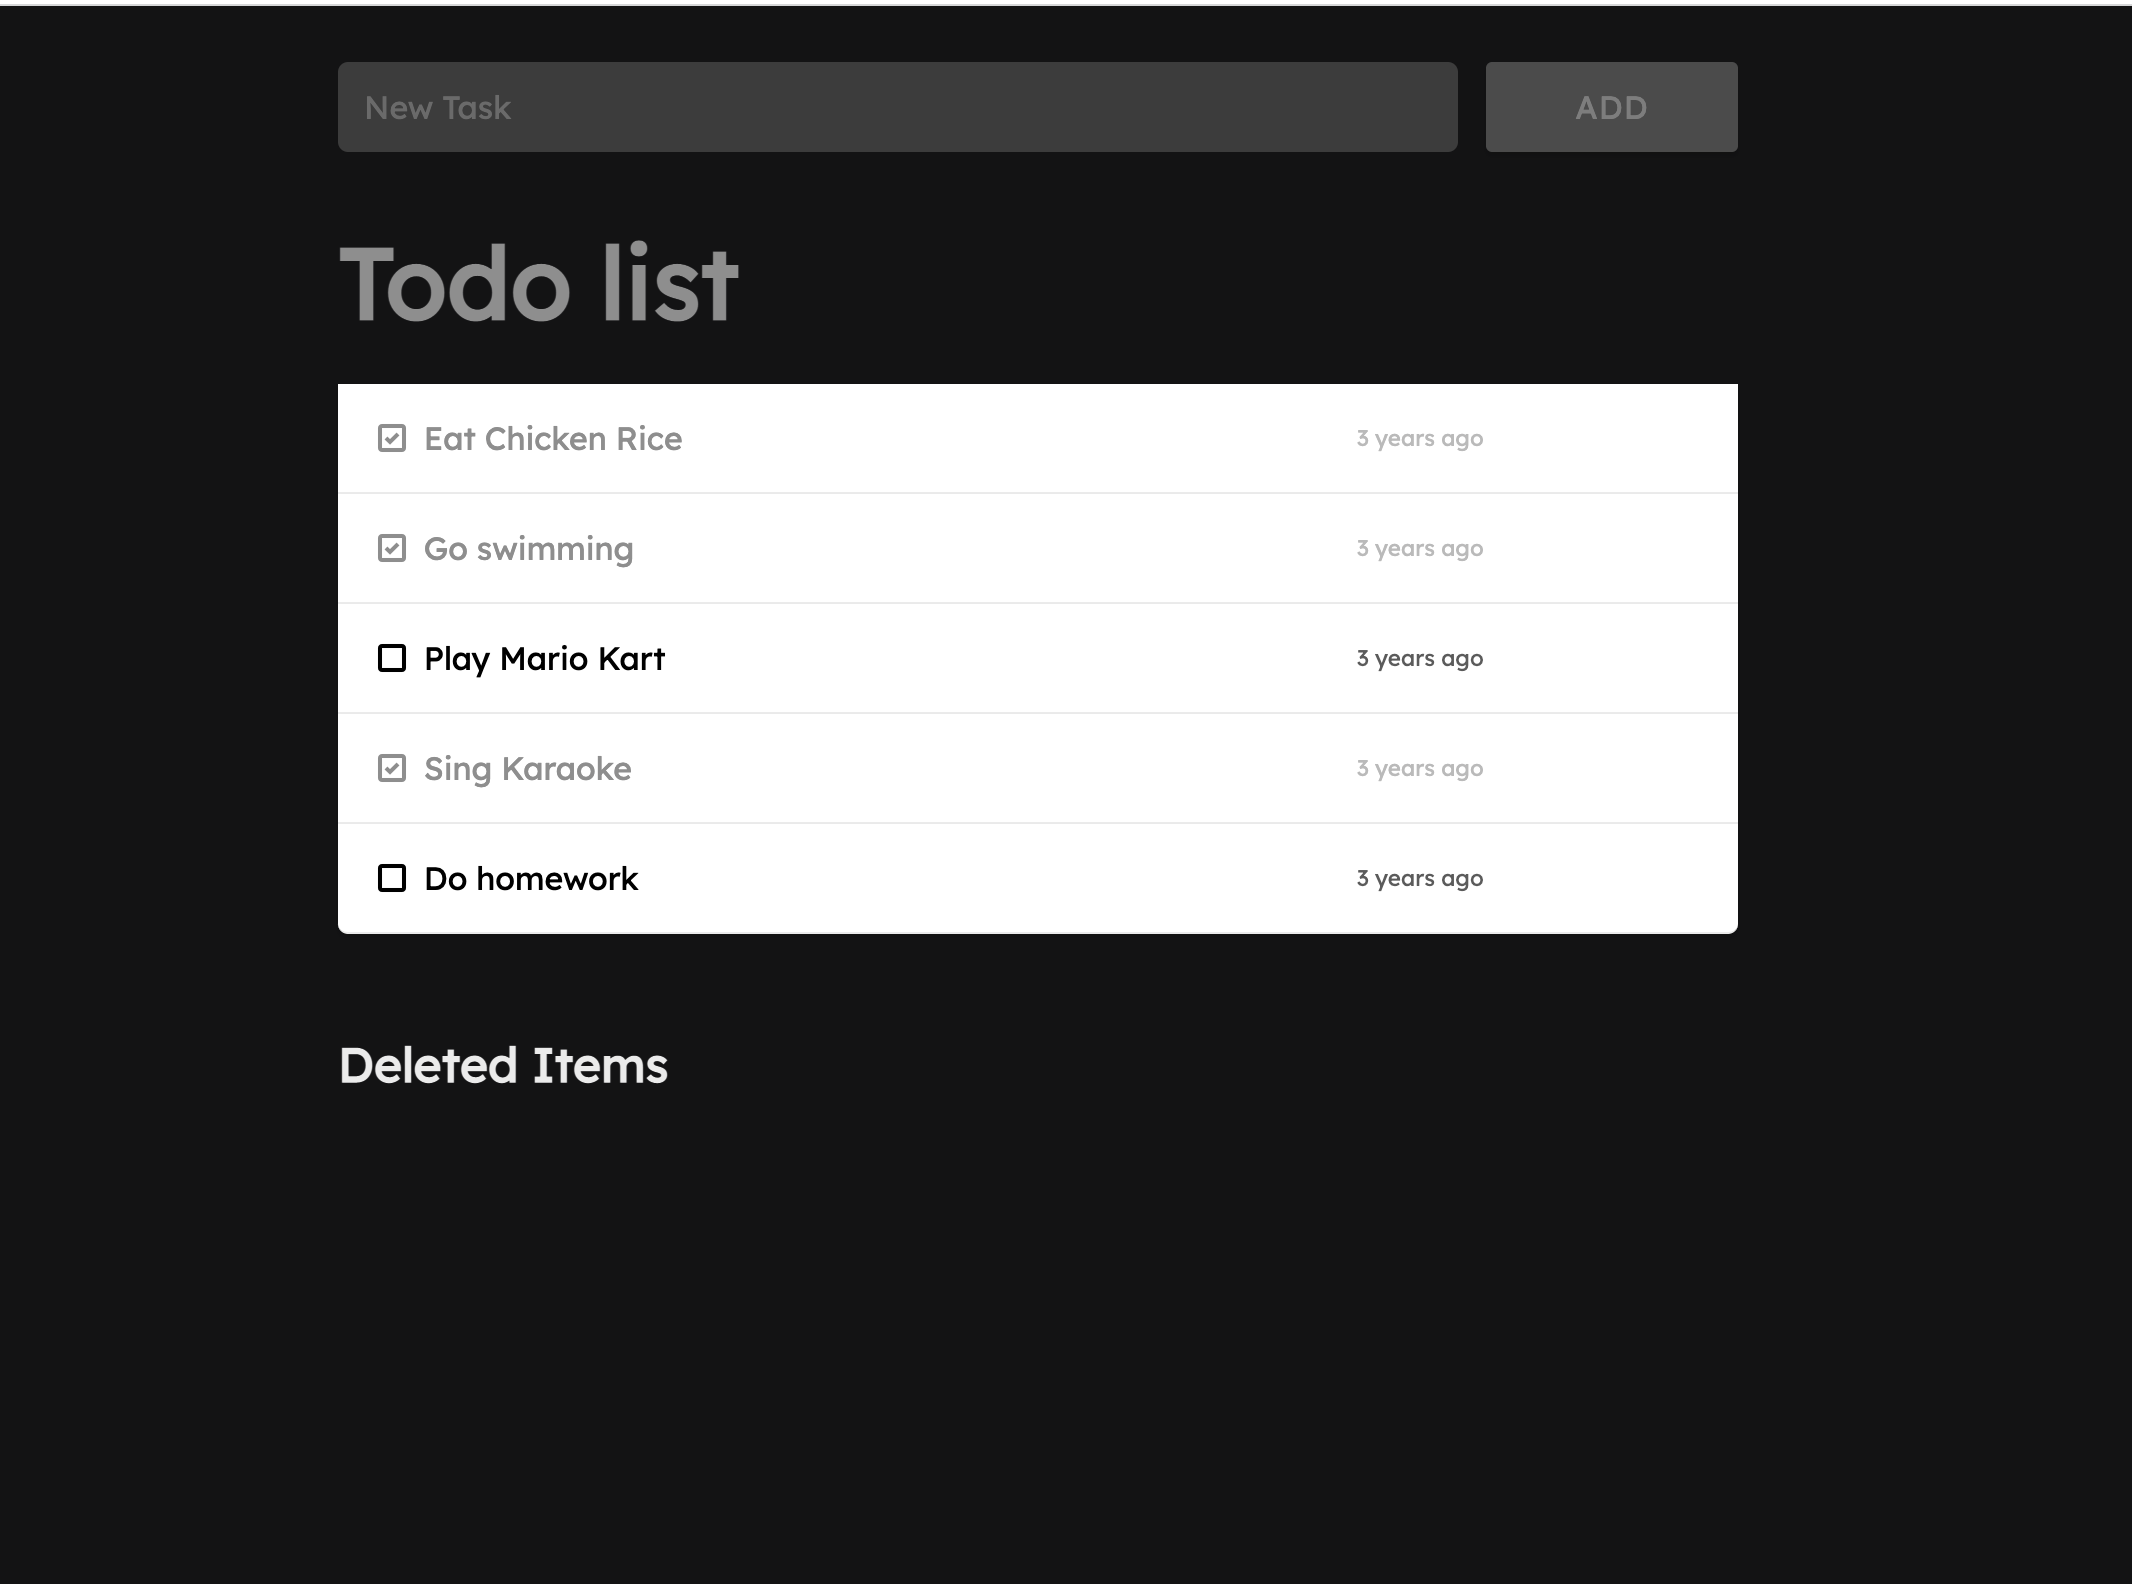 New Task
ADD
Todo list
Eat Chicken Rice 3 years ago
Go swimming 3 years ago
Play Mario Kart 3 years ago
Sing Karaoke 3 years ago
Do homework 3 years ago
Deleted Items